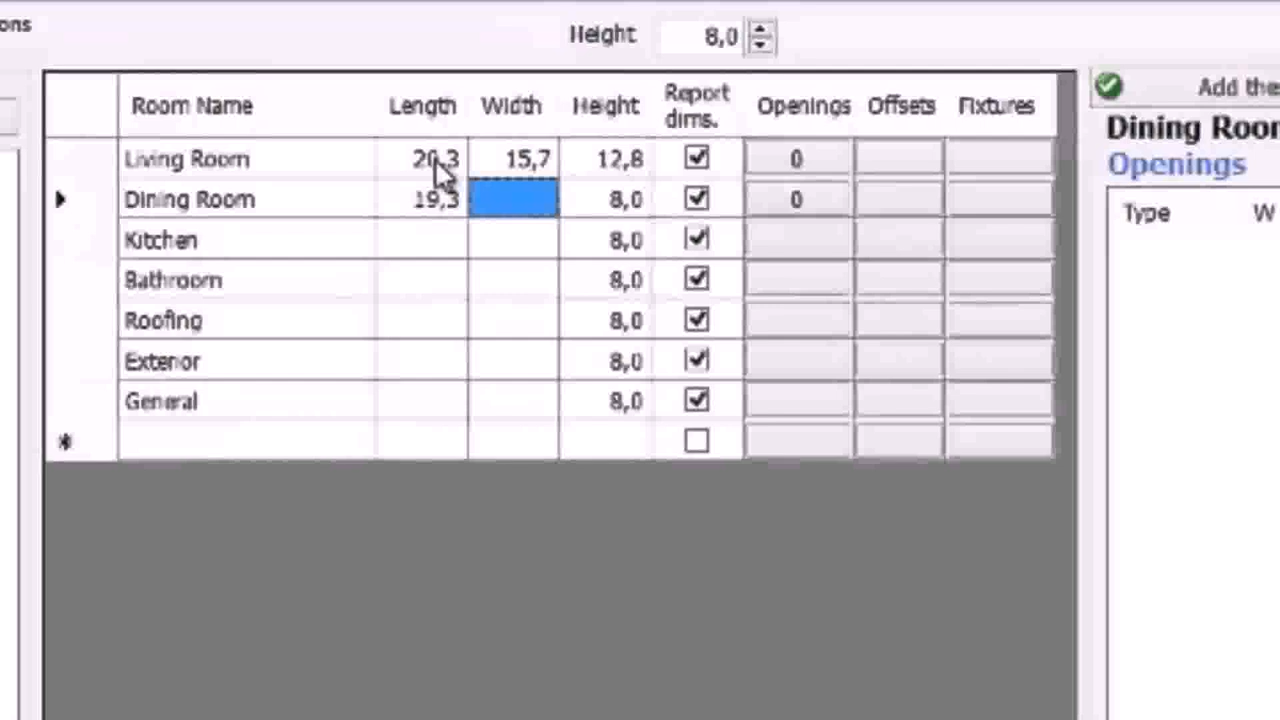 ons
Height 8,0
Room Name Length Width Height Report dims. Openings Offsets Fixtures
Living Room 20,3 15,7 12,8 0
Dining Room 19,3 8,0 0
Kitchen 8,0
Bathroom 8,0
Roofing 8,0
Exterior 8,0
General 8,0
Add the
Dining Roor
Openings
Type W